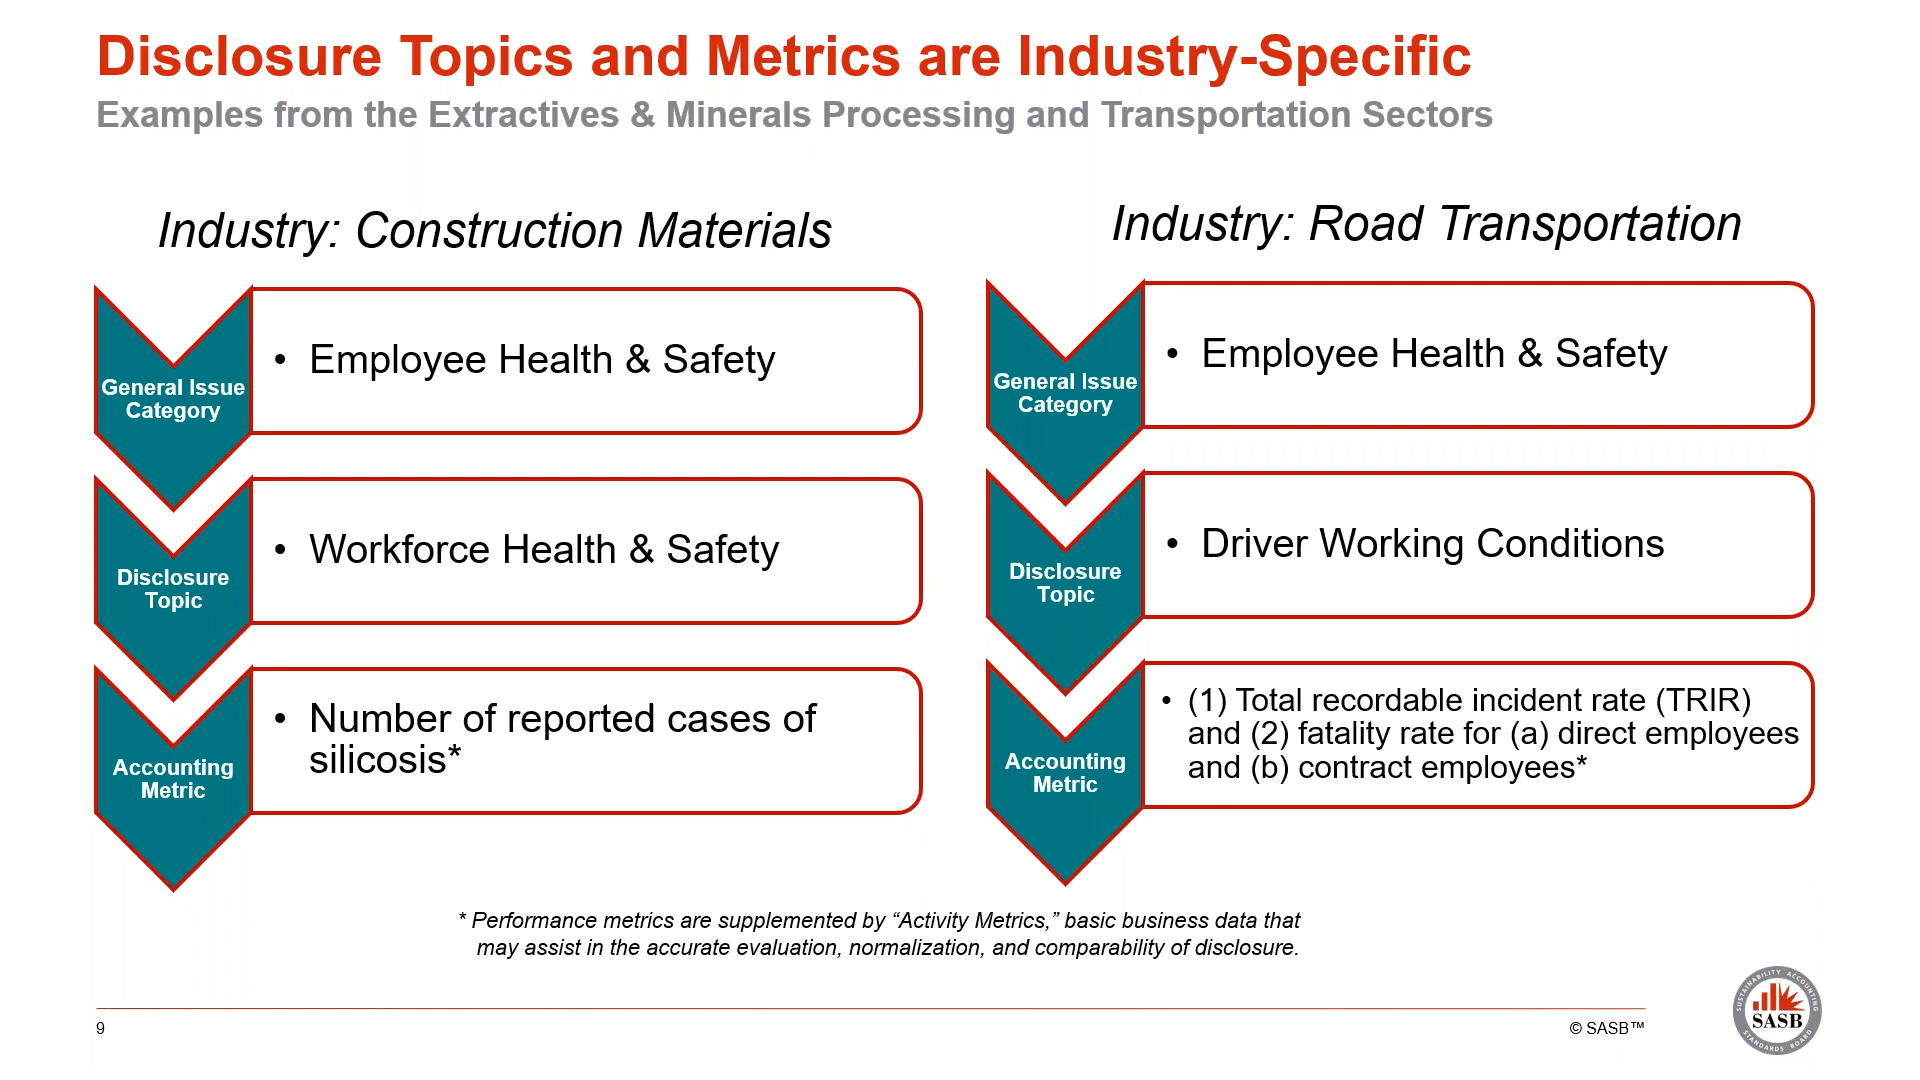 Disclosure Topics and Metrics are Industry-Specific
Examples from the Extractives & Minerals Processing and Transportation Sectors
Industry: Construction Materials
General Issue
Category
• Employee Health & Safety
Disclosure
Topic
• Workforce Health & Safety
Accounting
Metric
• Number of reported cases of
silicosis*
Industry: Road Transportation
General Issue
Category
• Employee Health & Safety
Disclosure
Topic
• Driver Working Conditions
Accounting
Metric
• (1) Total recordable incident rate (TRIR)
and (2) fatality rate for (a) direct employees
and (b) contract employees*
* Performance metrics are supplemented by “Activity Metrics,” basic business data that
may assist in the accurate evaluation, normalization, and comparability of disclosure.
9
© SASB™
SUSTAINABILITY ACCOUNTING
SASB
STANDARDS BOARD